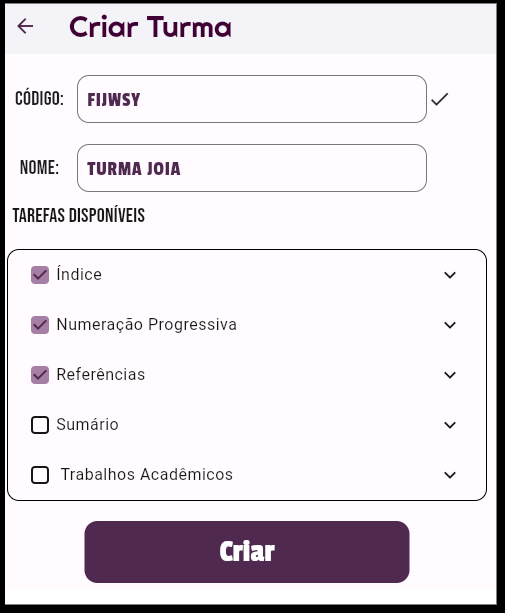 Criar Turma
CÓDIGO: FIJWSY
NOME: TURMA JOIA
TAREFAS DISPONÍVEIS
Índice
Numeração Progressiva
Referências
Sumário
Trabalhos Acadêmicos
Criar